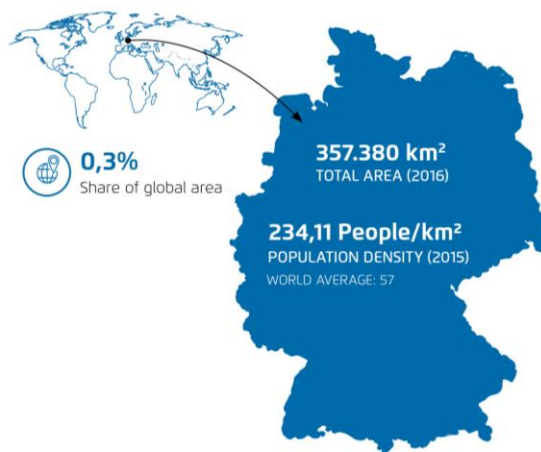 0,3%
Share of global area
357.380 km²
TOTAL AREA (2016)
234,11 People/km²
POPULATION DENSITY (2015)
WORLD AVERAGE: 57